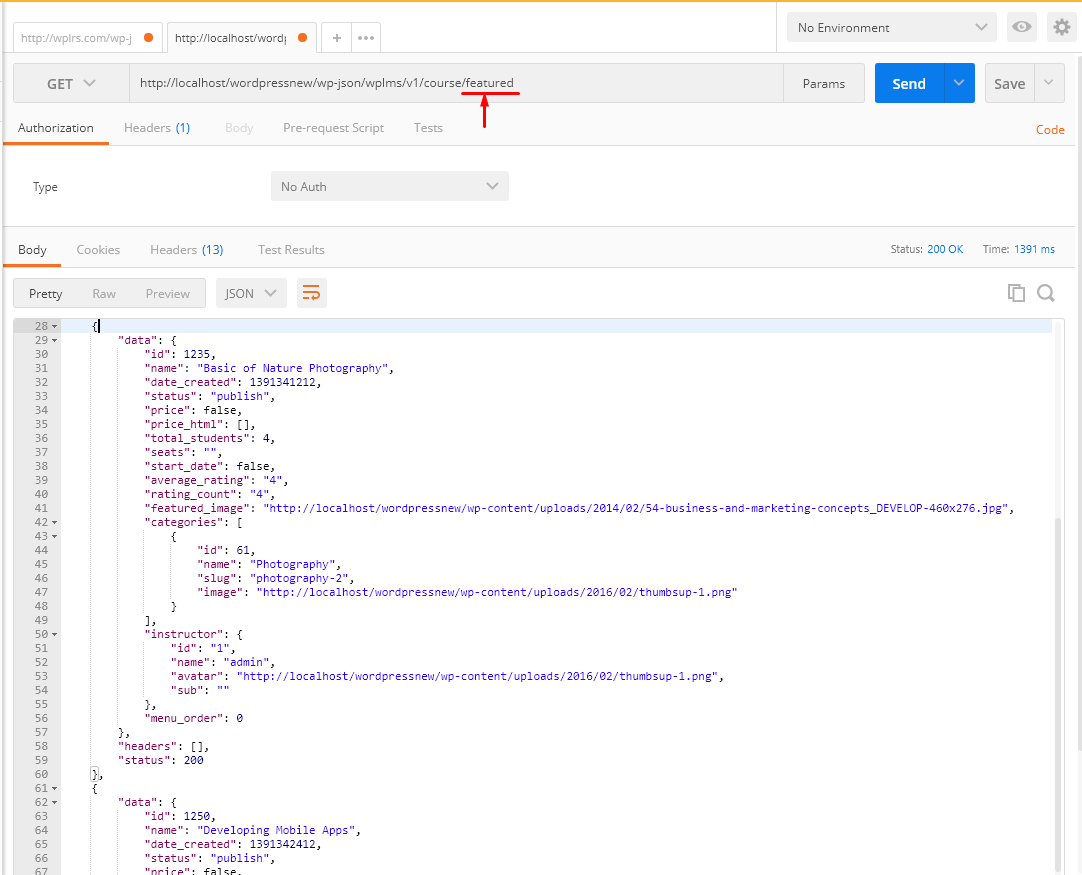 http://wplrs.com/wp-j
http://localhost/wordp
No Environment
GET
http://localhost/wordpressnew/wp-json/wplms/v1/course/featured
Params
Send
Save
Authorization
Headers (1)
Body
Pre-request Script
Tests
Code
Type
No Auth
Body
Cookies
Headers (13)
Test Results
Status: 200 OK
Time: 1391 ms
Pretty
Raw
Preview
JSON
28 {
29 "data": {
30 "id": 1235,
31 "name": "Basic of Nature Photography",
32 "date_created": 1391341212,
33 "status": "publish",
34 "price": false,
35 "price_html": [],
36 "total_students": 4,
37 "seats": "",
38 "start_date": false,
39 "average_rating": "4",
40 "rating_count": "4",
41 "featured_image": "http://localhost/wordpressnew/wp-content/uploads/2014/02/54-business-and-marketing-concepts_DEVELOP-460x276.jpg",
42 "categories": [
43 {
44 "id": 61,
45 "name": "Photography",
46 "slug": "photography-2",
47 "image": "http://localhost/wordpressnew/wp-content/uploads/2016/02/thumbsup-1.png"
48 }
49 ],
50 "instructor": {
51 "id": "1",
52 "name": "admin",
53 "avatar": "http://localhost/wordpressnew/wp-content/uploads/2016/02/thumbsup-1.png",
54 "sub": ""
55 },
56 "menu_order": 0
57 },
58 "headers": [],
59 "status": 200
60 },
61 {
62 "data": {
63 "id": 1250,
64 "name": "Developing Mobile Apps",
65 "date_created": 1391342412,
66 "status": "publish",
67 "price": false,